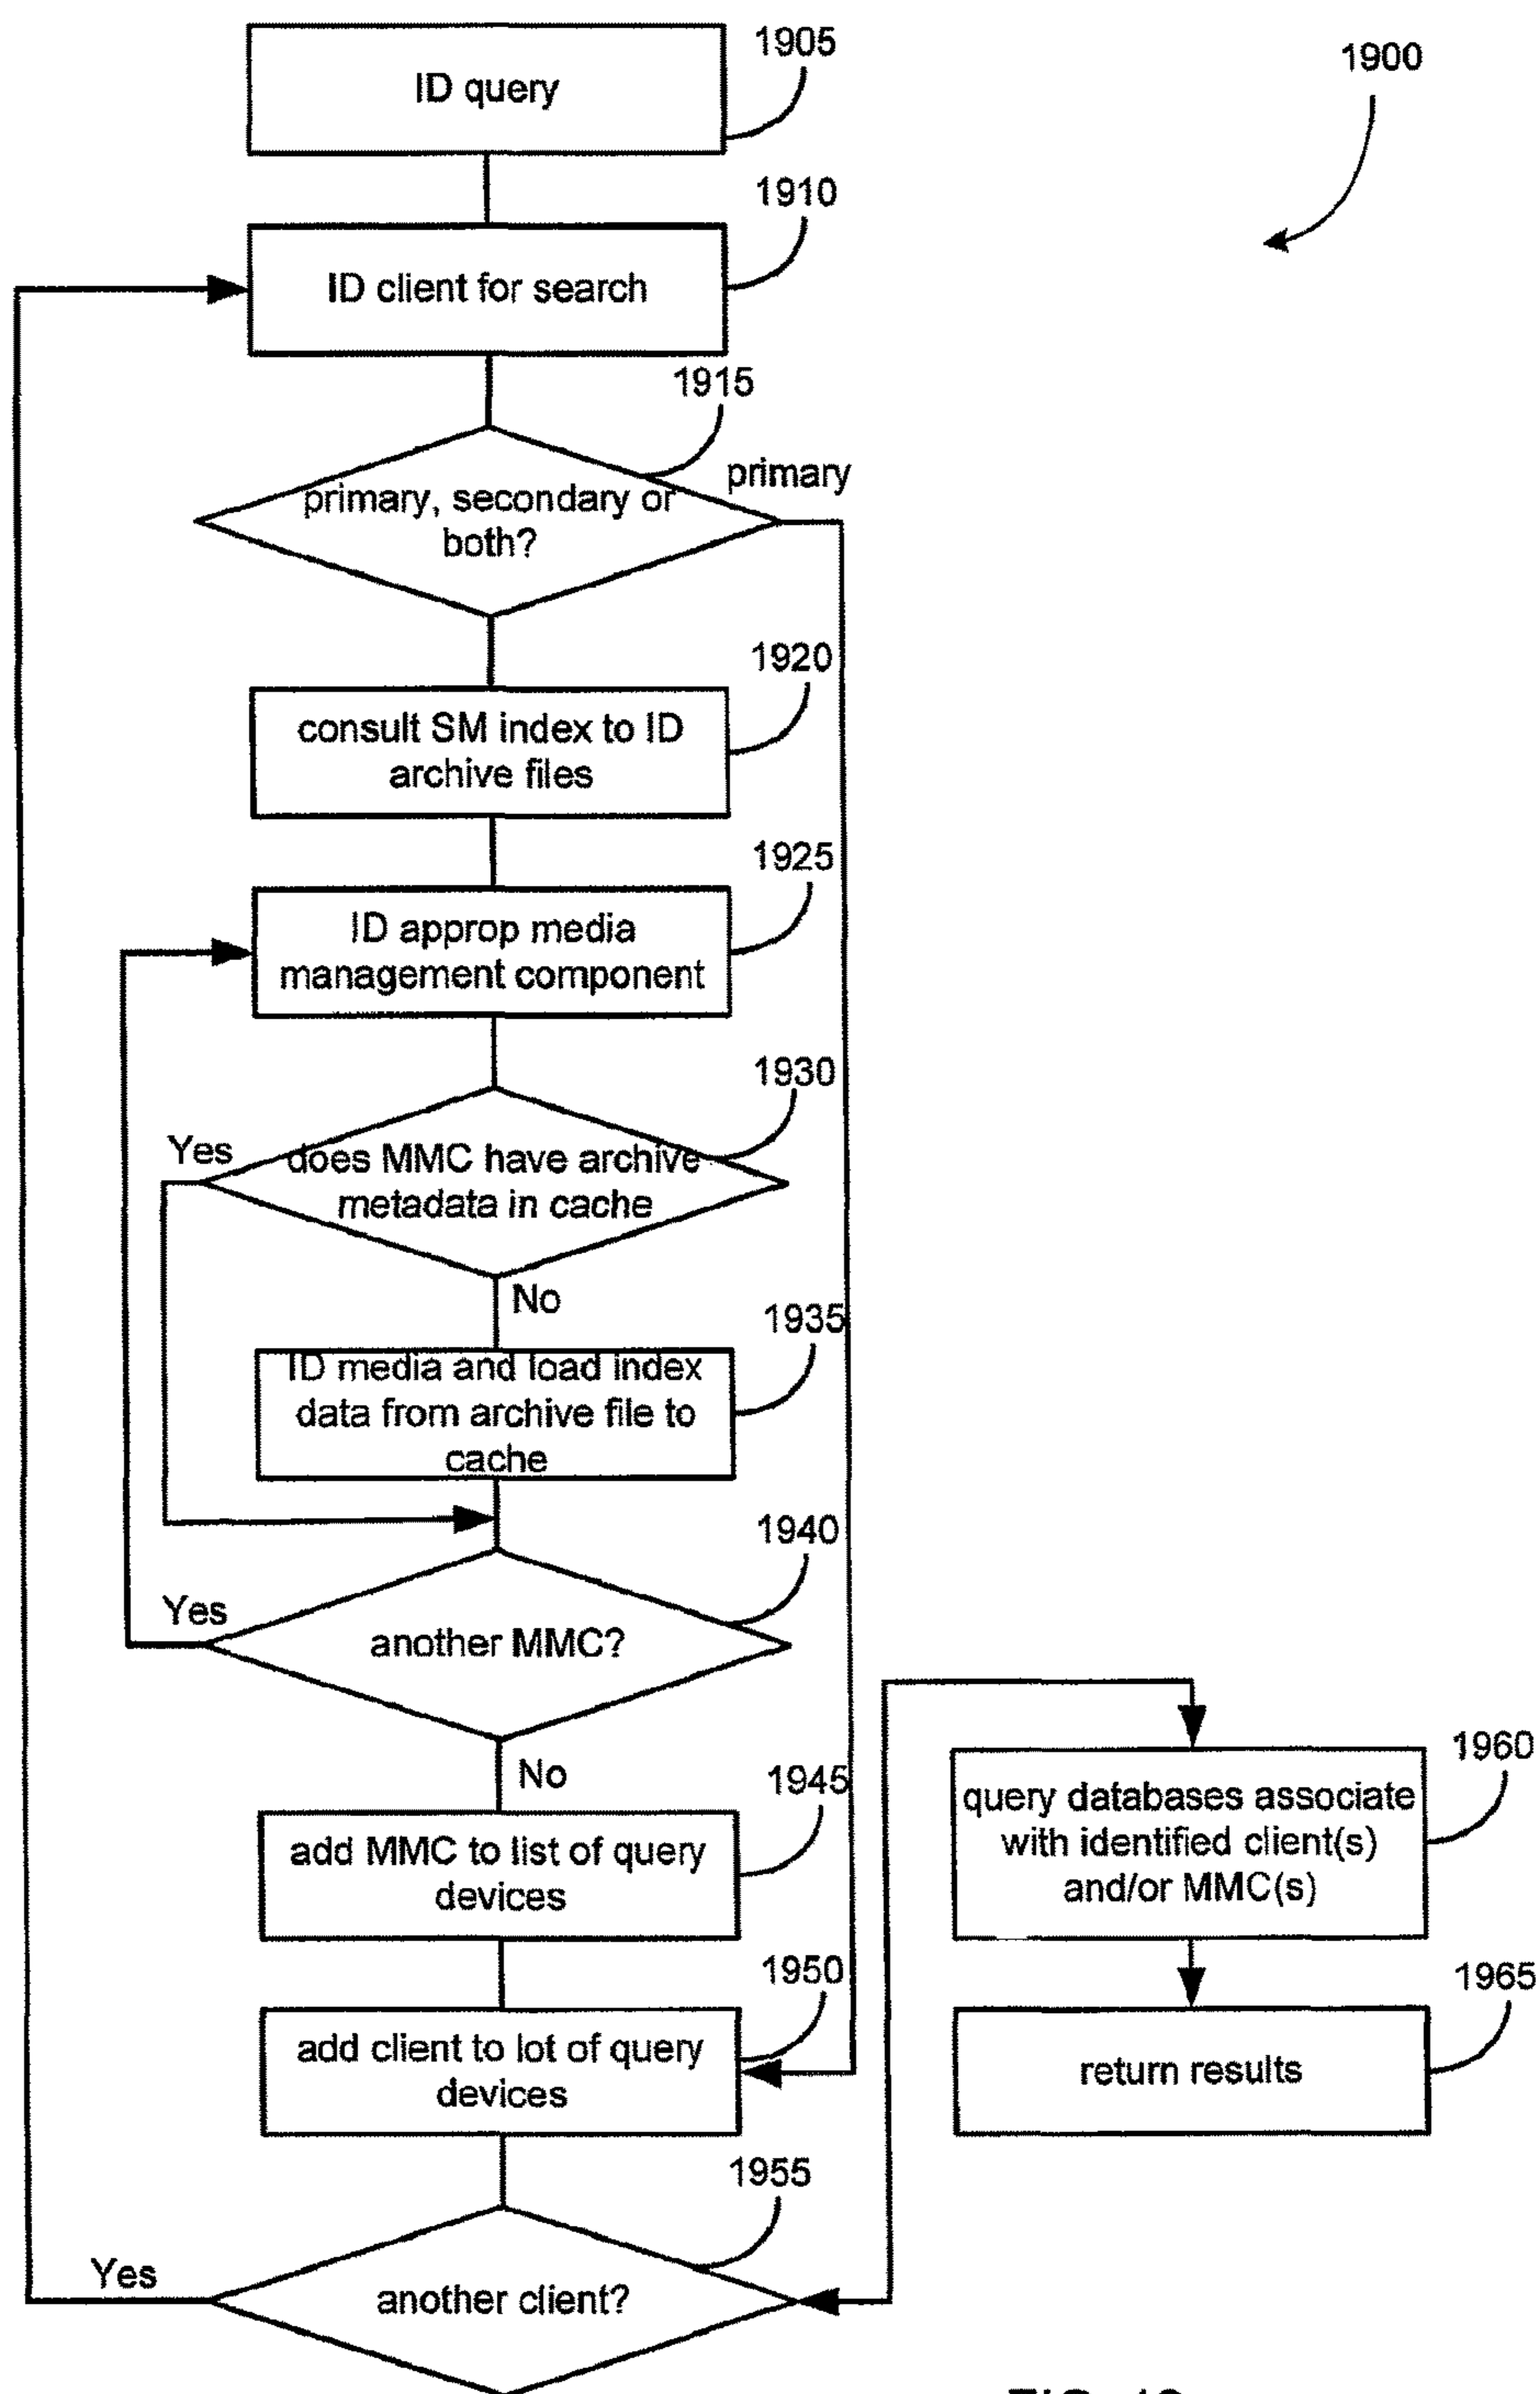 1905
ID query
1900
1910
ID client for search
1915
primary
primary, secondary or
both?
1920
consult SM index to ID
archive files
1925
ID approp media
management component
1930
Yes
does MMC have archive
metadata in cache
No
1935
ID media and load index
data from archive file to
cache
1940
Yes
another MMC?
No
1945
add MMC to list of query
devices
1950
add client to lot of query
devices
1955
Yes
another client?
1960
query databases associate
with identified client(s)
and/or MMC(s)
1965
return results